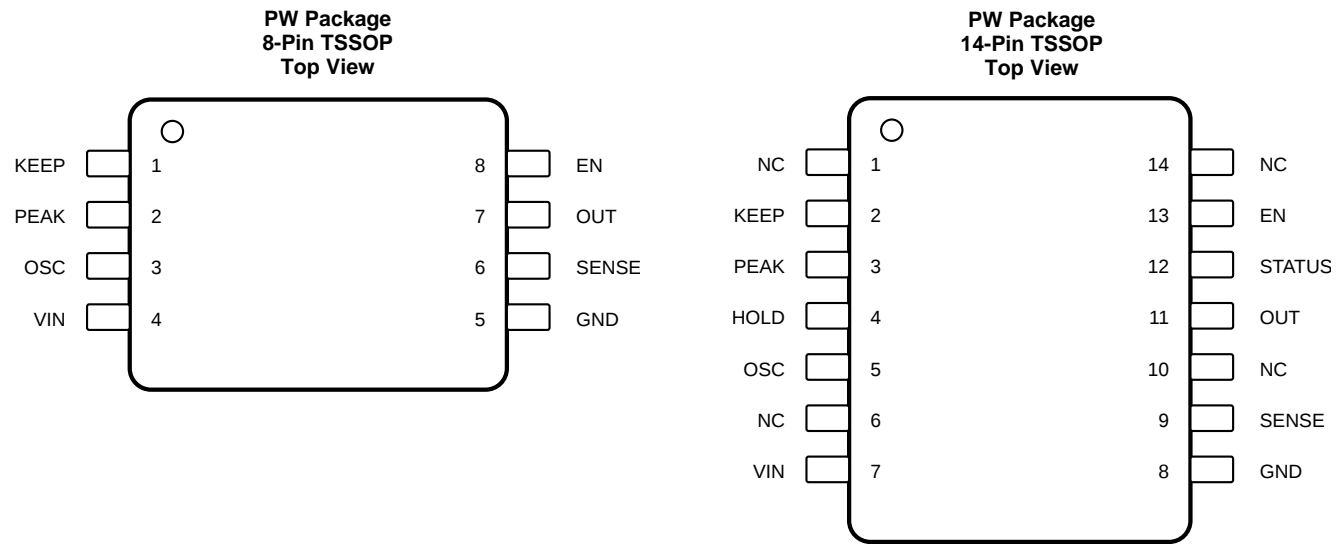 PW Package
8-Pin TSSOP
Top View
KEEP 1 8 EN
PEAK 2 7 OUT
OSC 3 6 SENSE
VIN 4 5 GND
PW Package
14-Pin TSSOP
Top View
NC 1 14 NC
KEEP 2 13 EN
PEAK 3 12 STATUS
HOLD 4 11 OUT
OSC 5 10 NC
NC 6 9 SENSE
VIN 7 8 GND